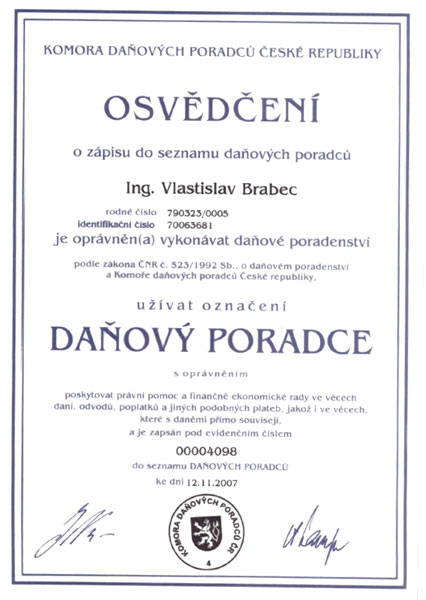 KOMORA DAŇOVÝCH PORADCŮ ČESKÉ REPUBLIKY
OSVĚDČENÍ
o zápisu do seznamu daňových poradců
Ing. Vlastislav Brabec
rodné číslo 790323/0005
identifikační číslo 70063681
je oprávněn(a) vykonávat daňové poradenství
podle zákona ČNR č. 523/1992 Sb., o daňovém poradenství
a Komoře daňových poradců České republiky,
užívat označení
DAŇOVÝ PORADCE
s oprávněním
poskytovat právní pomoc a finančně ekonomické rady ve věcech
daní, odvodů, poplatků a jiných podobných plateb, jakož i ve věcech,
které s daněmi přímo souvisejí,
a je zapsán pod evidenčním číslem
00004098
do seznamu DAŇOVÝCH PORADCŮ
ke dni 12.11.2007
KOMORA DAŇOVÝCH PORADCŮ ČR
4